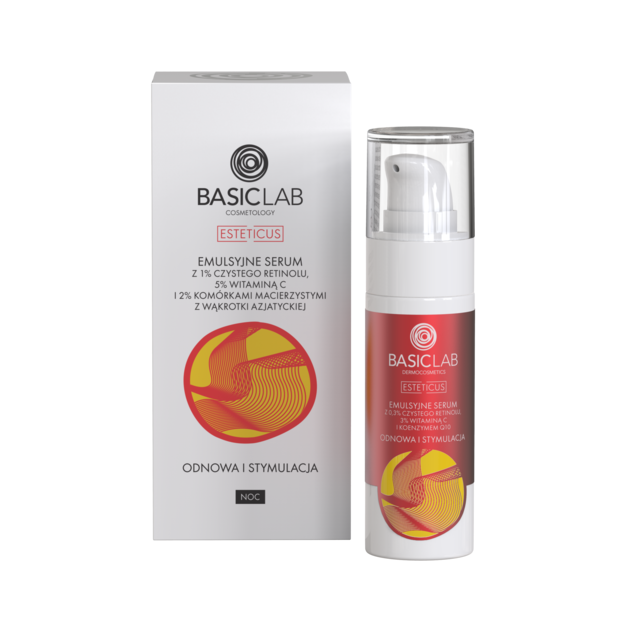 BASICLAB
COSMETOLOGY
ESTETICUS
EMULSYJNE SERUM
Z 1% CZYSTEGO RETINOLU,
5% WITAMINĄ C
I 2% KOMÓRKAMI MACIERZYSTYMI
Z WĄKROTKI AZJATYCKIEJ
ODNOWA I STYMULACJA
NOC
BASICLAB
DERMOCOSMETICS
ESTETICUS
EMULSYJNE SERUM
Z 0,3% CZYSTEGO RETINOLU,
3% WITAMINĄ C
I KOENZYMEM Q10
ODNOWA I STYMULACJA